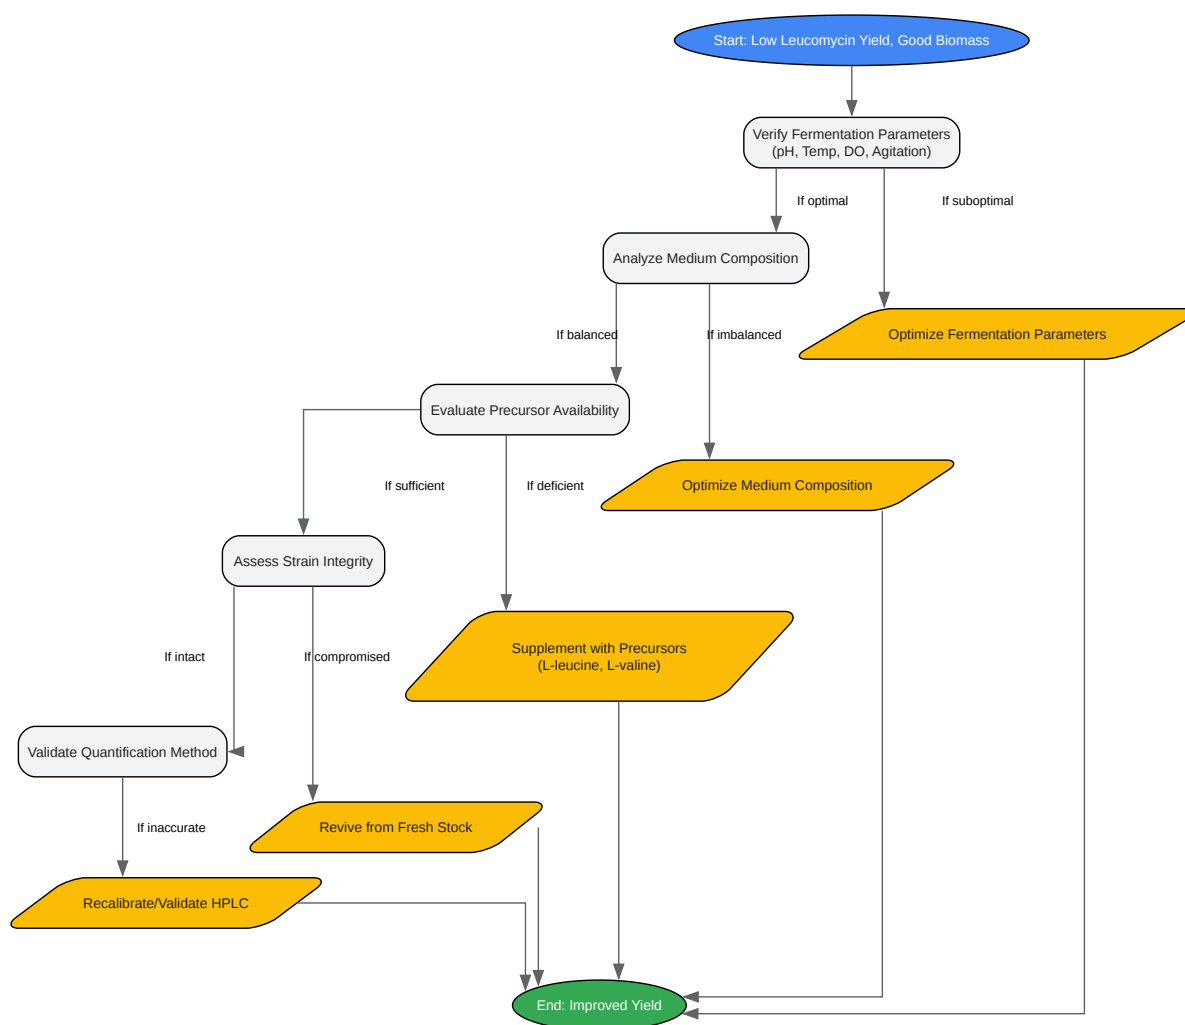 Start: Low Leucomycin Yield, Good Biomass
Verify Fermentation Parameters
(pH, Temp, DO, Agitation)
If optimal
If suboptimal
Analyze Medium Composition
If balanced
If imbalanced
Optimize Fermentation Parameters
Evaluate Precursor Availability
If sufficient
If deficient
Optimize Medium Composition
Assess Strain Integrity
If intact
If compromised
Supplement with Precursors
(L-leucine, L-valine)
Validate Quantification Method
If inaccurate
Revive from Fresh Stock
Recalibrate/Validate HPLC
End: Improved Yield